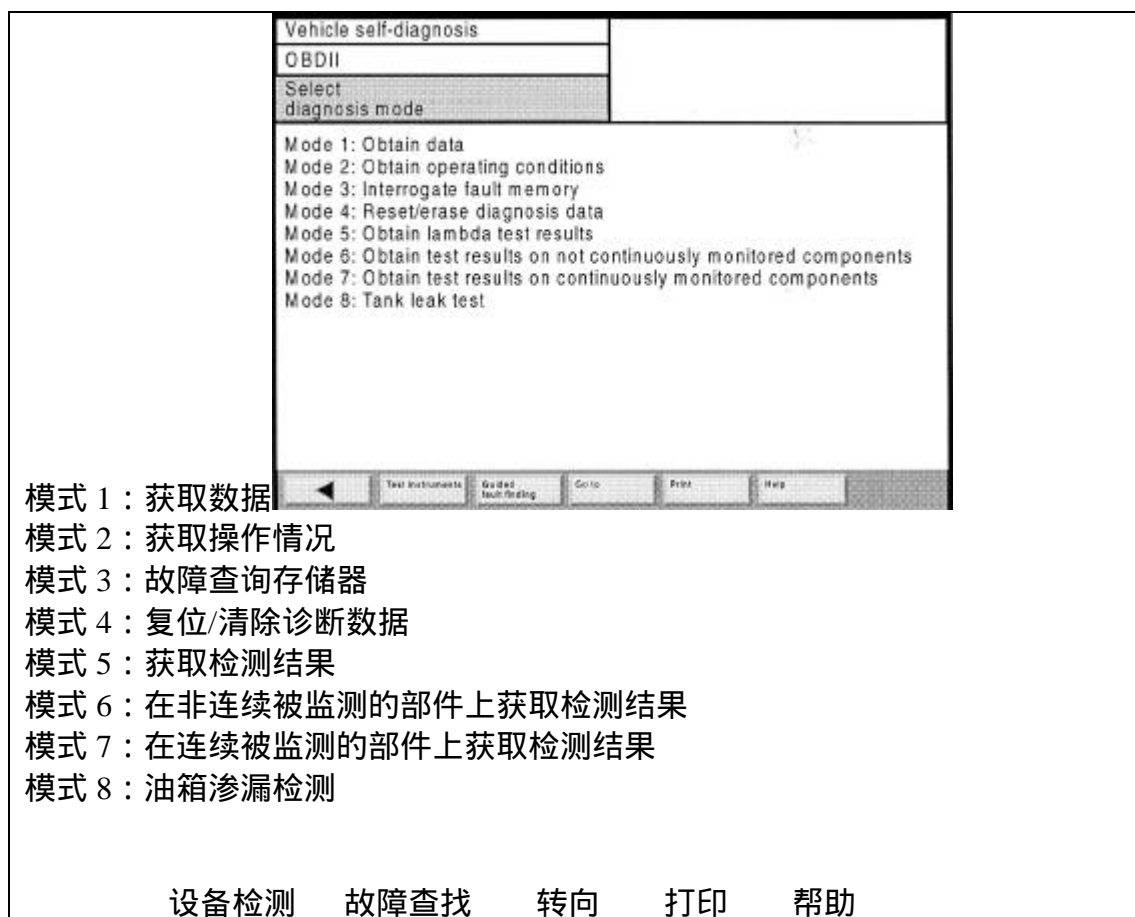 Vehicle self-diagnosis
OBDII
Select
diagnosis mode
Mode 1: Obtain data
Mode 2: Obtain operating conditions
Mode 3: Interrogate fault memory
Mode 4: Reset/erase diagnosis data
Mode 5: Obtain lambda test results
Mode 6: Obtain test results on not continuously monitored components
Mode 7: Obtain test results on continuously monitored components
Mode 8: Tank leak test
Test instruments
Guided
fault finding
Go to
Print
Help
模式 1：获取数据
模式 2：获取操作情况
模式 3：故障查询存储器
模式 4：复位/清除诊断数据
模式 5：获取检测结果
模式 6：在非连续被监测的部件上获取检测结果
模式 7：在连续被监测的部件上获取检测结果
模式 8：油箱渗漏检测
设备检测 故障查找 转向 打印 帮助